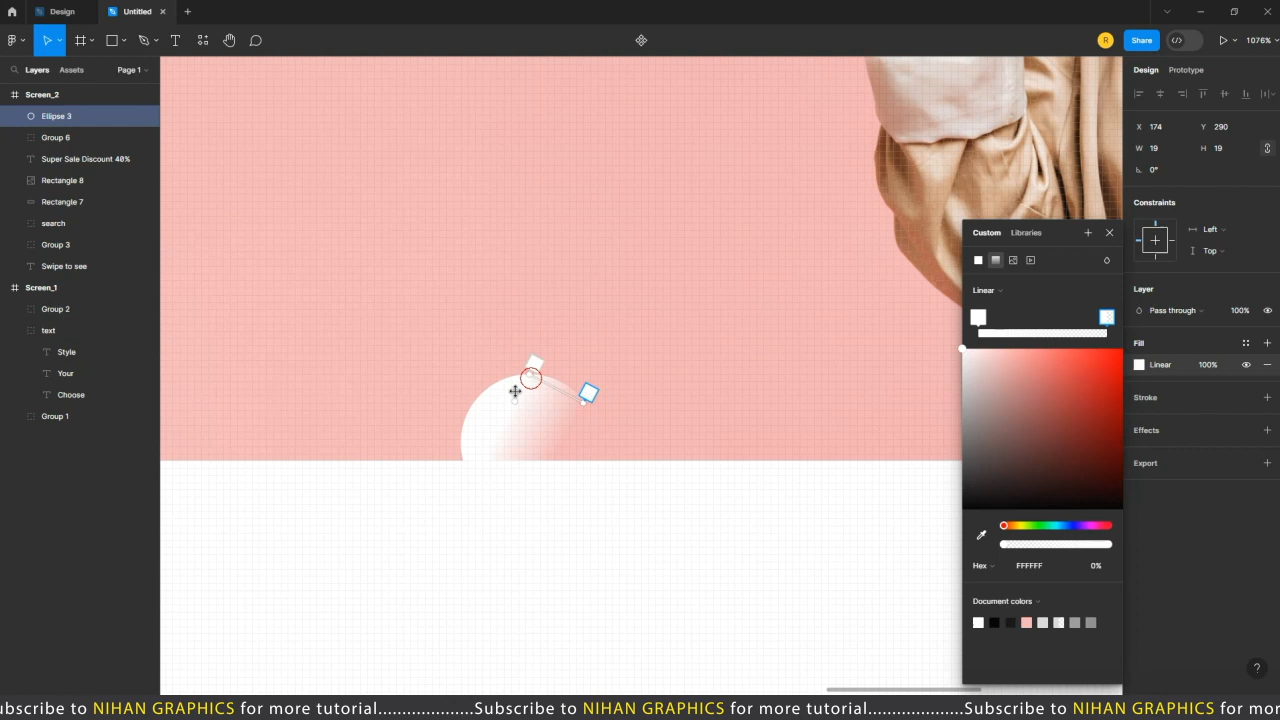 Design
Untitled
Share
R
1076%
Layers
Assets
Page 1
Screen_2
Ellipse 3
Group 6
Super Sale Discount 40%
Rectangle 8
Rectangle 7
search
Group 3
Swipe to see
Screen_1
Group 2
text
Style
Your
Choose
Group 1
Custom
Libraries
Linear
Hex
FFFFFF
0%
Document colors
Design
Prototype
X 174 Y 290
W 19 H 19
0°
Constraints
Left
Top
Layer
Pass through 100%
Fill
Linear 100%
Stroke
Effects
Export
?
ubscribe to NIHAN GRAPHICS for more tutorial....................Subscribe to NIHAN GRAPHICS for more tutorial....................Subscribe to NIHAN GRAPHICS for mor